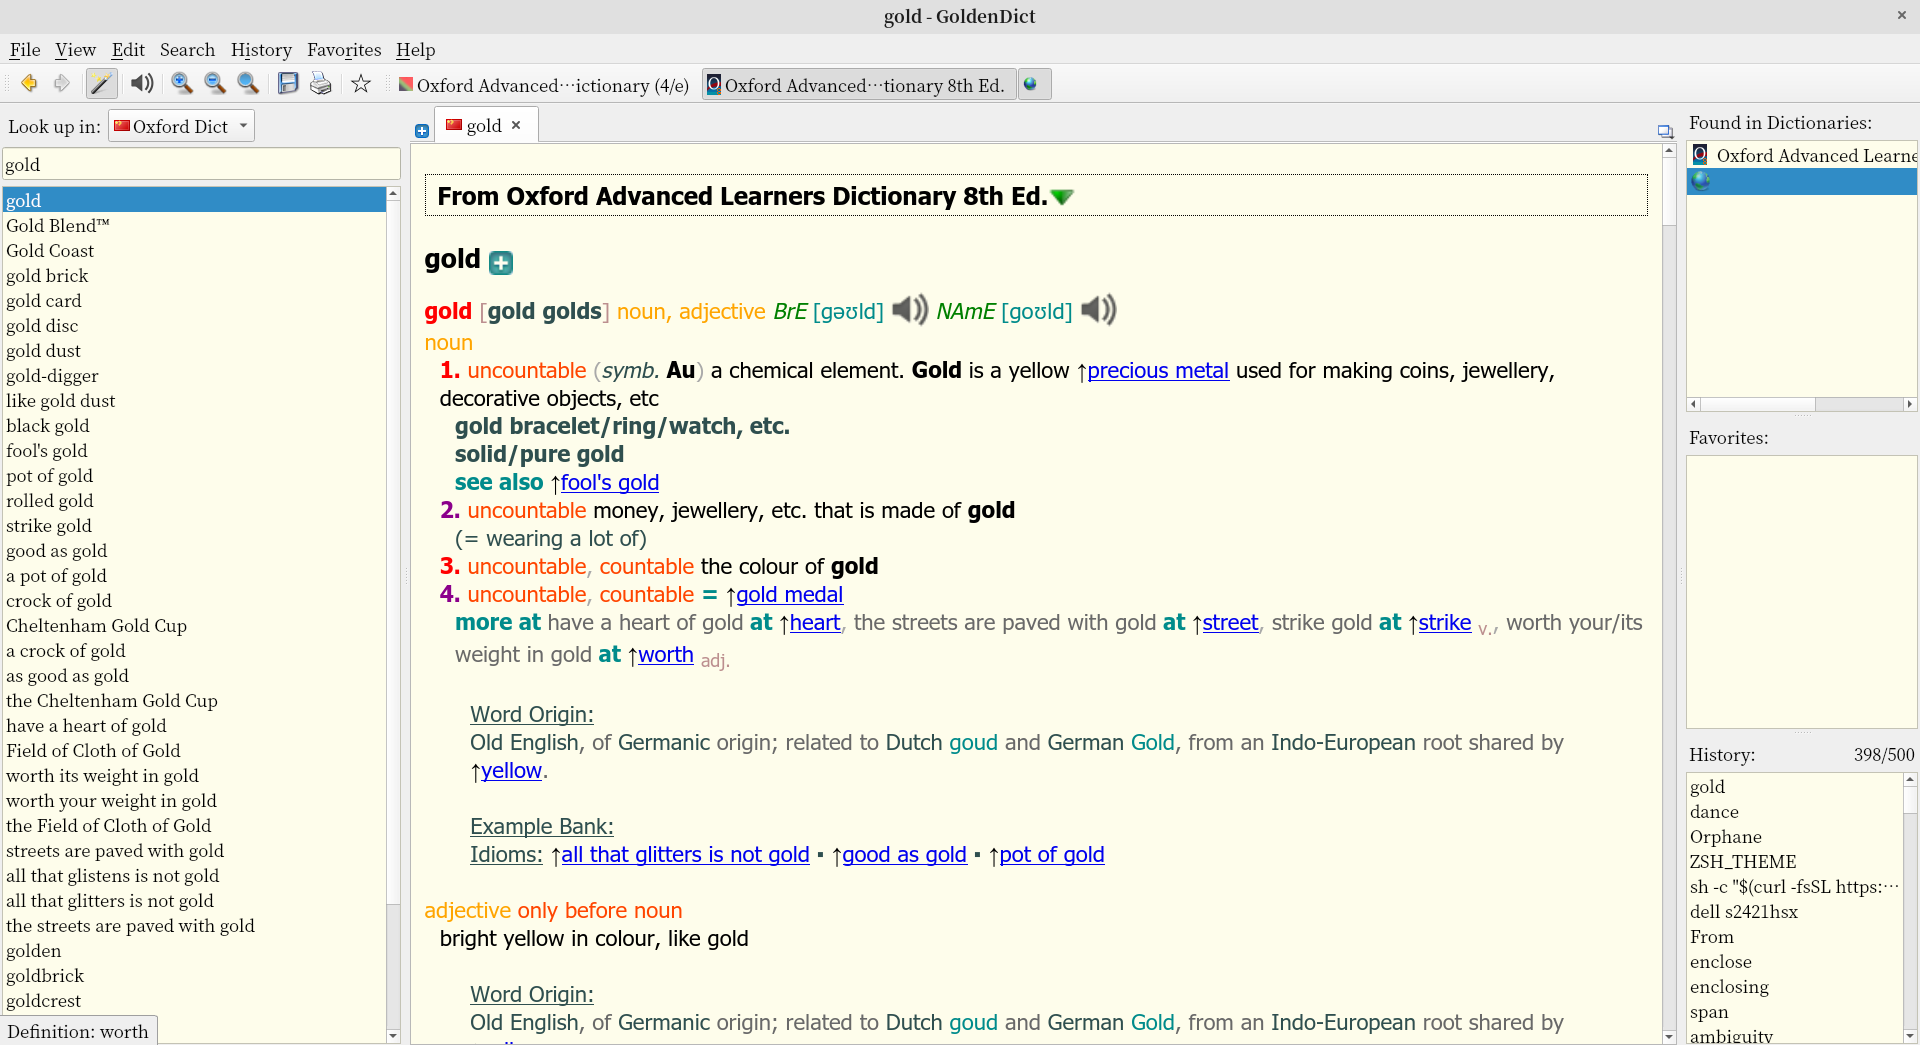 gold - GoldenDict
File View Edit Search History Favorites Help
Oxford Advanced···ictionary (4/e) Oxford Advanced···tionary 8th Ed.
Look up in: Oxford Dict
gold
gold
Gold Blend™
Gold Coast
gold brick
gold card
gold disc
gold dust
gold-digger
like gold dust
black gold
fool's gold
pot of gold
rolled gold
strike gold
good as gold
a pot of gold
crock of gold
Cheltenham Gold Cup
a crock of gold
as good as gold
the Cheltenham Gold Cup
have a heart of gold
Field of Cloth of Gold
worth its weight in gold
worth your weight in gold
the Field of Cloth of Gold
streets are paved with gold
all that glistens is not gold
all that glitters is not gold
the streets are paved with gold
golden
goldbrick
goldcrest
Definition: worth
gold
From Oxford Advanced Learners Dictionary 8th Ed.
gold
gold [gold golds] noun, adjective BrE [ɡəʊld] NAmE [ɡoʊld]
noun
1. uncountable (symb. Au) a chemical element. Gold is a yellow ↑precious metal used for making coins, jewellery,
decorative objects, etc
gold bracelet/ring/watch, etc.
solid/pure gold
see also ↑fool's gold
2. uncountable money, jewellery, etc. that is made of gold
(= wearing a lot of)
3. uncountable, countable the colour of gold
4. uncountable, countable = ↑gold medal
more at have a heart of gold at ↑heart, the streets are paved with gold at ↑street, strike gold at ↑strike v., worth your/its
weight in gold at ↑worth adj.
Word Origin:
Old English, of Germanic origin; related to Dutch goud and German Gold, from an Indo-European root shared by
↑yellow.
Example Bank:
Idioms: ↑all that glitters is not gold ▪ ↑good as gold ▪ ↑pot of gold
adjective only before noun
bright yellow in colour, like gold
Word Origin:
Old English, of Germanic origin; related to Dutch goud and German Gold, from an Indo-European root shared by
Found in Dictionaries:
Oxford Advanced Learne
Favorites:
History: 398/500
gold
dance
Orphane
ZSH_THEME
sh -c "$(curl -fsSL https:···
dell s2421hsx
From
enclose
enclosing
span
ambiguity